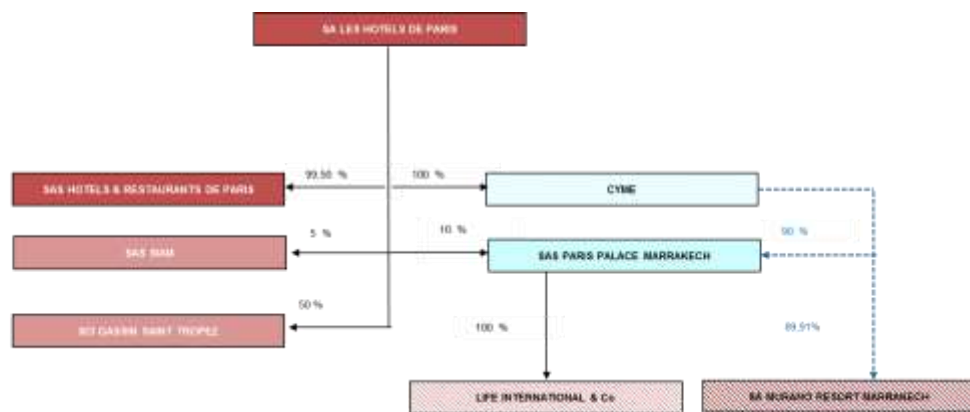 SA LES HOTELS DE PARIS
SAS HOTELS & RESTAURANTS DE PARIS
99,50 %
100 %
CYME
SAS SIAM
5 %
10 %
SAS PARIS PALACE MARRAKECH
90 %
SCI GASSIN SAINT TROPEZ
50 %
100 %
89,91%
LIFE INTERNATIONAL & Co
SA MURANO RESORT MARRAKECH